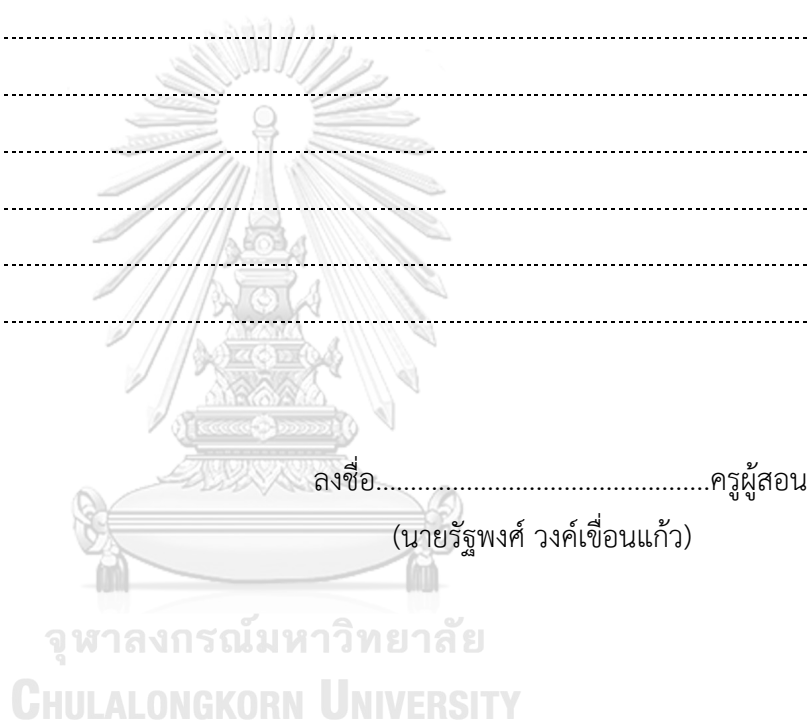 ลงชื่อ................................................ครูผู้สอน
(นายรัฐพงศ์ วงค์เขื่อนแก้ว)
จุฬาลงกรณ์มหาวิทยาลัย
CHULALONGKORN UNIVERSITY